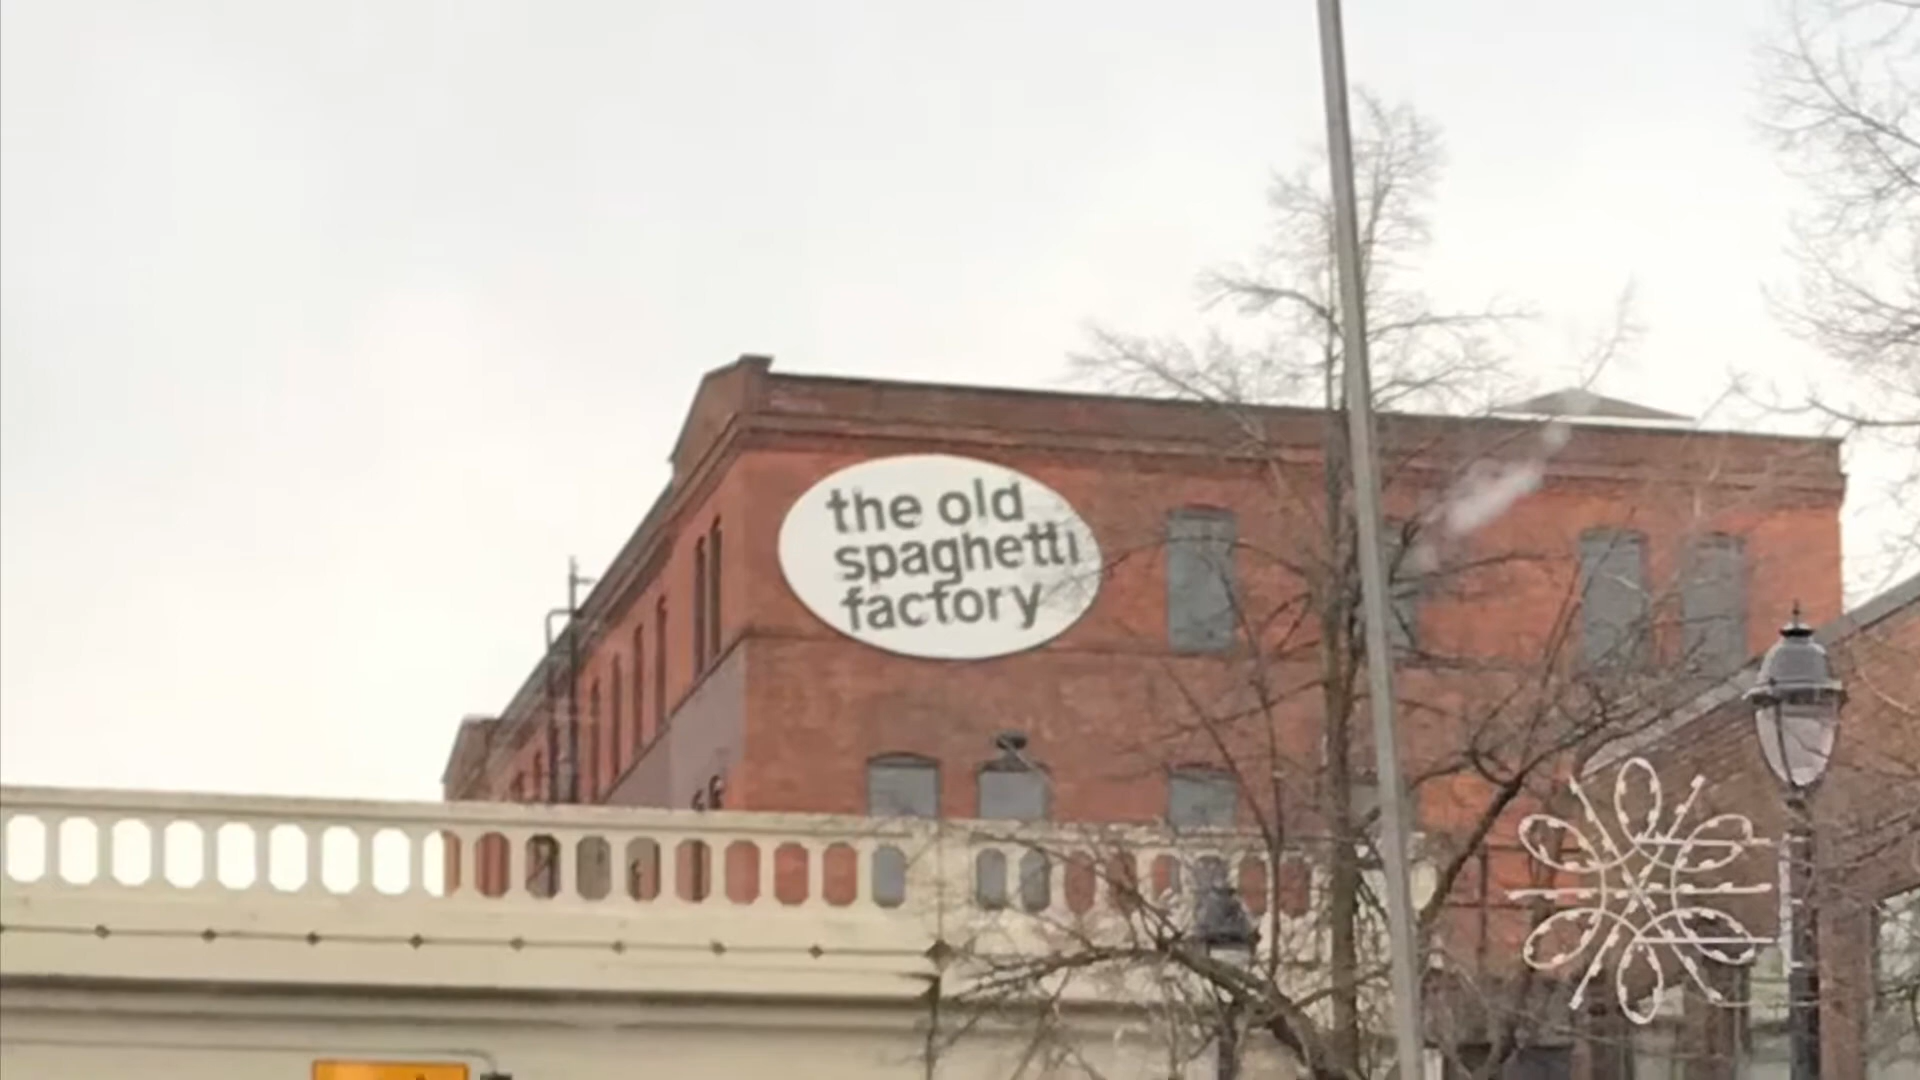 the old
spaghetti
factory